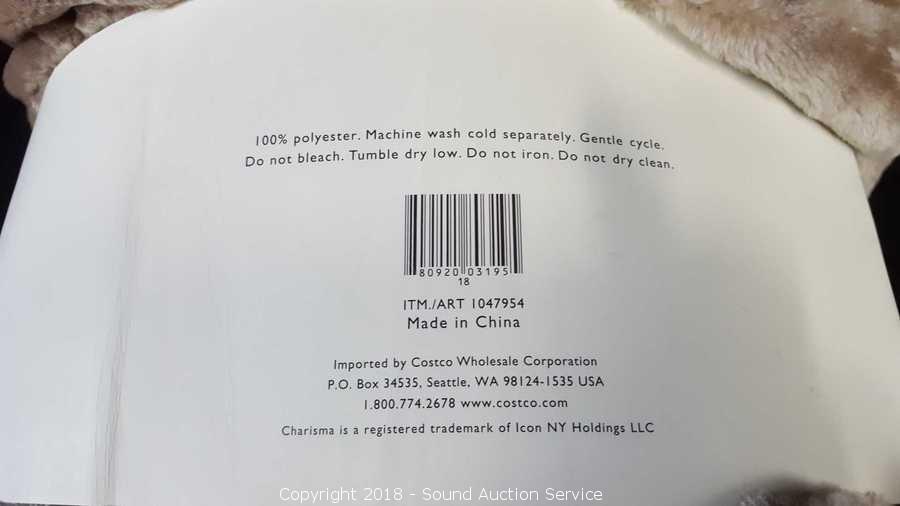 100% polyester. Machine wash cold separately. Gentle cycle.
Do not bleach. Tumble dry low. Do not iron. Do not dry clean.
80920 03195
18
ITM./ART 1047954
Made in China
Imported by Costco Wholesale Corporation
P.O. Box 34535, Seattle, WA 98124-1535 USA
1.800.774.2678 www.costco.com
Charisma is a registered trademark of Icon NY Holdings LLC
Copyright 2018 - Sound Auction Service